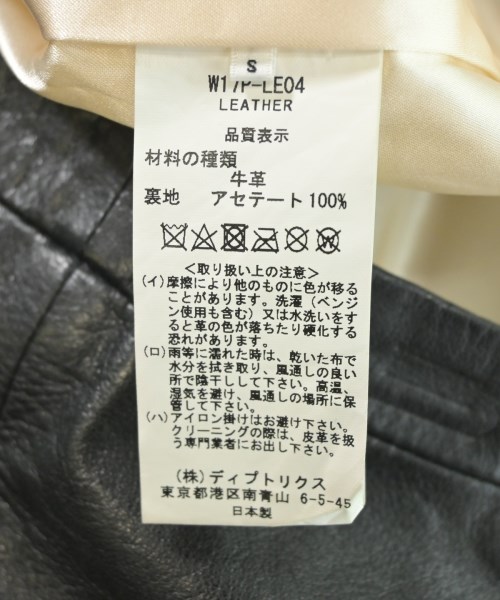 S
W17P-LE04
LEATHER
品質表示
材料の種類
牛革
裏地 アセテート100%
W
<取り扱い上の注意>
(イ)摩擦により他のものに色が移る
ことがあります。洗濯(ベンジ
ン使用も含む)又は水洗いをす
ると革の色が落ちたり硬化する
恐れがあります。
(ロ)雨等に濡れた時は、乾いた布で
水分を拭き取り、風通しの良い
所で陰干しして下さい。高温、
湿気を避け、風通しの場所に保
管して下さい。
(ハ)アイロン掛けはお避け下さい。
クリーニングの際は、皮革を扱
う専門業者にお出し下さい。
(株)ディプトリクス
東京都港区南青山 6-5-45
日本製